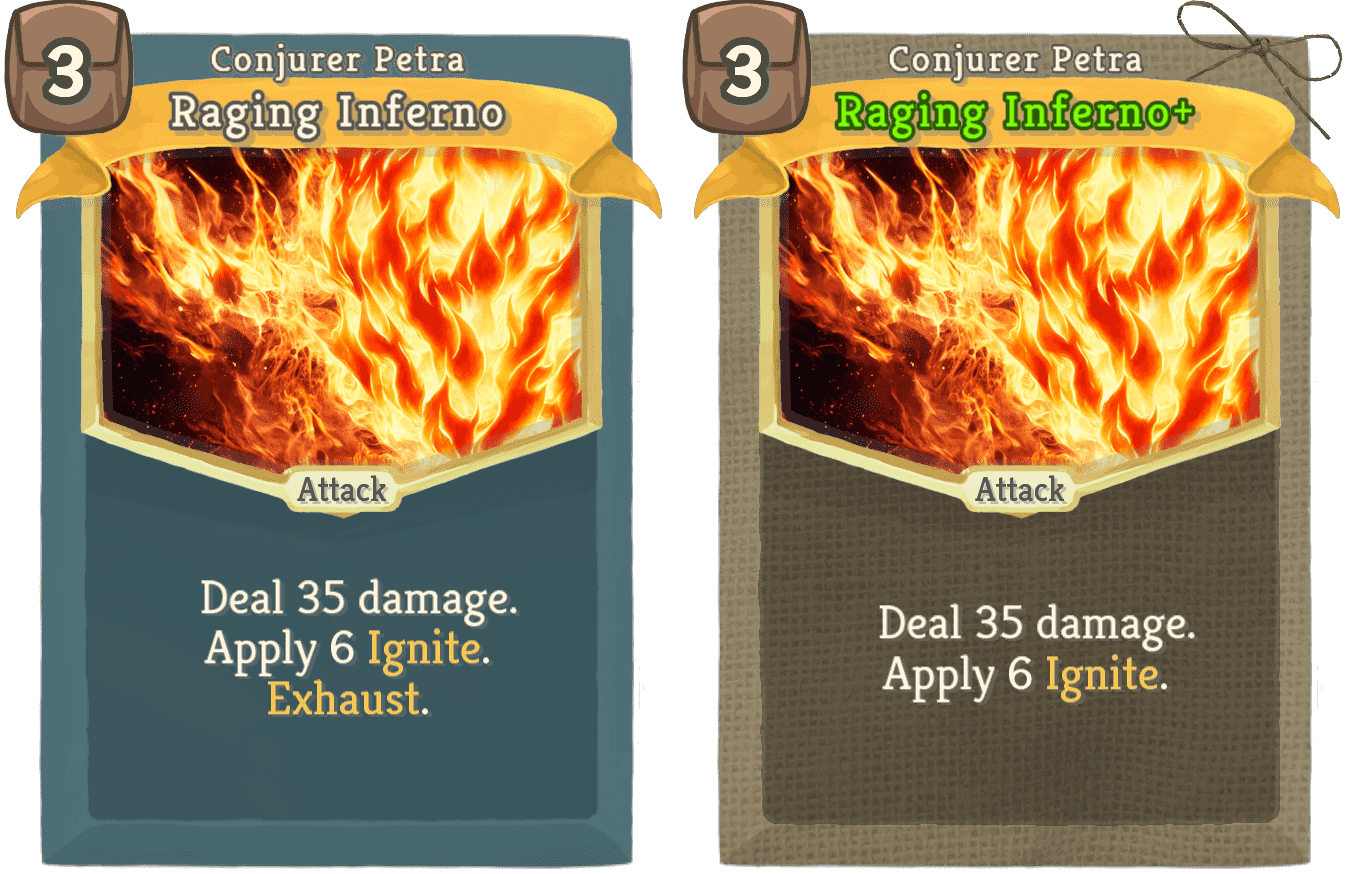 3
Conjurer Petra
Raging Inferno
Attack
Deal 35 damage.
Apply 6 Ignite.
Exhaust.
3
Conjurer Petra
Raging Inferno+
Attack
Deal 35 damage.
Apply 6 Ignite.